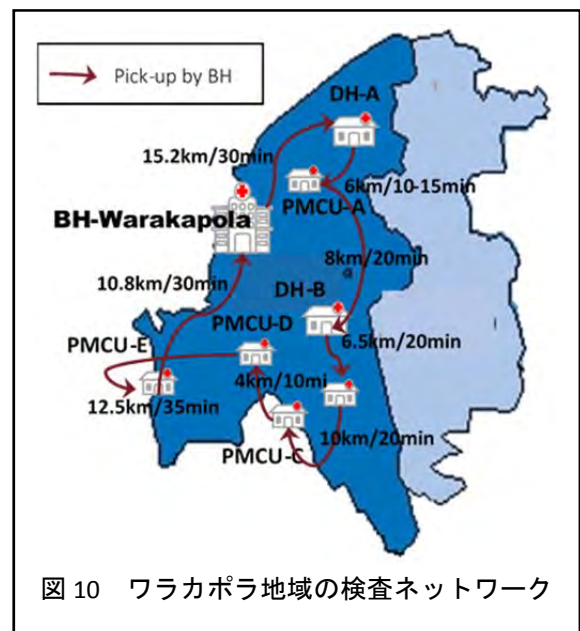 Pick-up by BH
DH-A
15.2km/30min
6km/10-15min
PMCU-A
BH-Warakapola
8km/20min
10.8km/30min
DH-B
PMCU-D
6.5km/20min
PMCU-E
4km/10mi
12.5km/35min
10km/20min
PMCU-C
図 10 ワラカポラ地域の検査ネットワーク